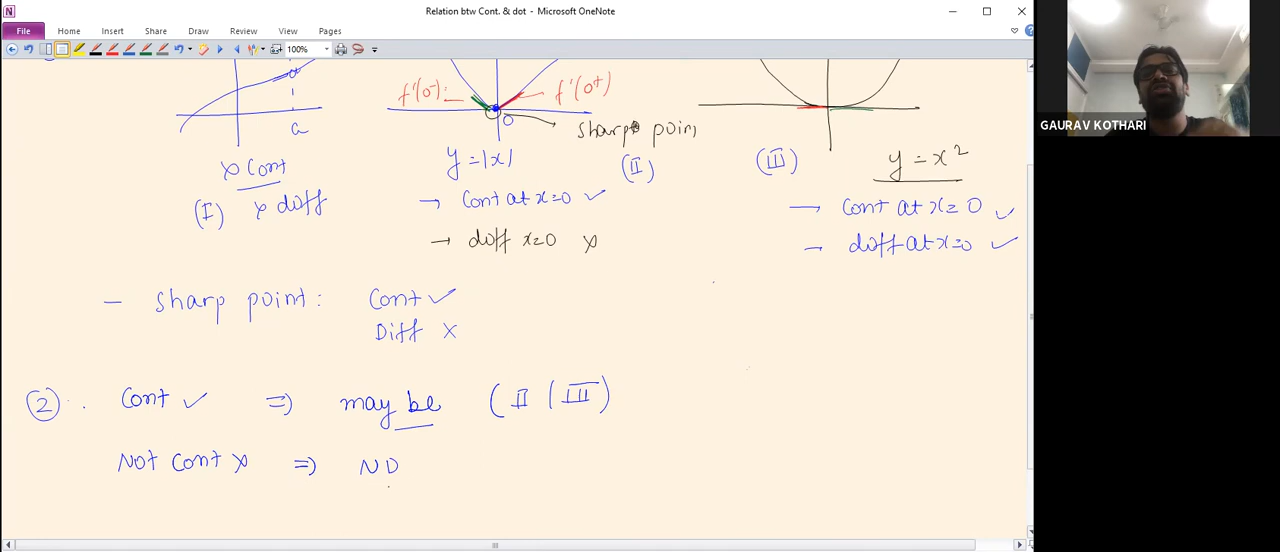 Relation btw Cont. & dot - Microsoft OneNote
File Home Insert Share Draw Review View Pages
100%
GAURAV KOTHARI
f'(0-): f'(0+)
a
0
sharp poin
x Cont
(I) x diff
y = |x| (II)
→ Cont at x=0 ✓
→ diff x=0 x
(III) y = x²
→ Cont at x=0 ✓
→ diff at x=0 ✓
- Sharp point: Cont ✓
Diff x
(2). Cont ✓ => may be (II | III)
Not Cont x => ND